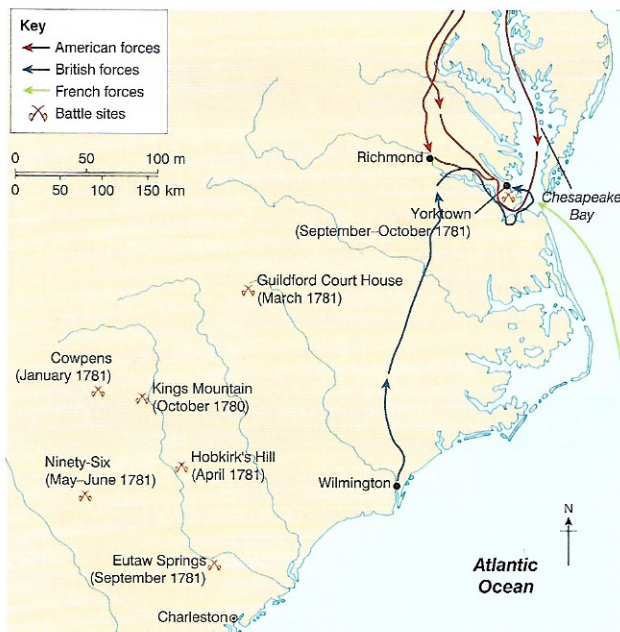 Key
American forces
British forces
French forces
Battle sites
0 50 100 m
0 50 100 150 km
Richmond
Chesapeake
Bay
Yorktown
(September–October 1781)
Guildford Court House
(March 1781)
Cowpens
(January 1781)
Kings Mountain
(October 1780)
Hobkirk's Hill
(April 1781)
Ninety-Six
(May–June 1781)
Wilmington
N
Eutaw Springs
(September 1781)
Atlantic
Ocean
Charleston